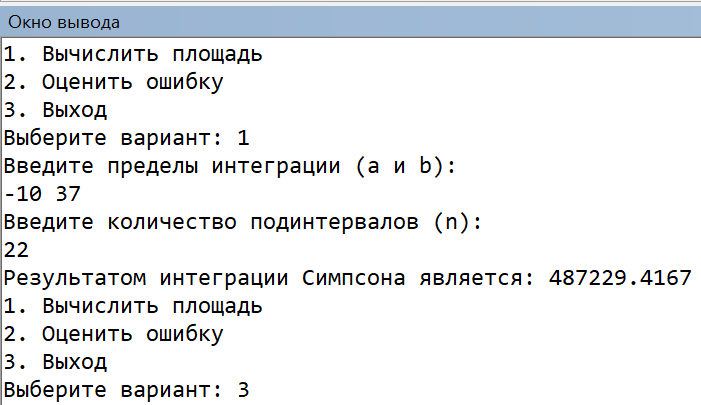 Окно вывода
1. Вычислить площадь
2. Оценить ошибку
3. Выход
Выберите вариант: 1
Введите пределы интеграции (a и b):
-10 37
Введите количество подинтервалов (n):
22
Результатом интеграции Симпсона является: 487229.4167
1. Вычислить площадь
2. Оценить ошибку
3. Выход
Выберите вариант: 3